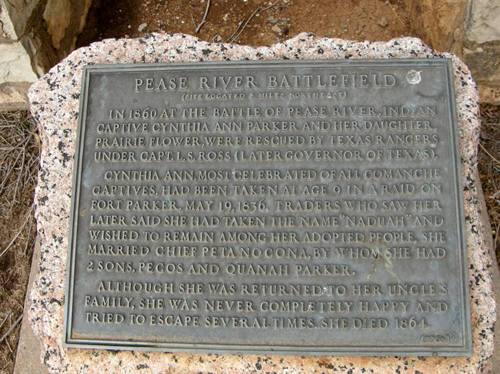 PEASE RIVER BATTLEFIELD
(SITE LOCATED 2 MILES NORTHEAST)
IN 1860 AT THE BATTLE OF PEASE RIVER, INDIAN
CAPTIVE CYNTHIA ANN PARKER AND HER DAUGHTER,
PRAIRIE FLOWER, WERE RESCUED BY TEXAS RANGERS
UNDER CAPT. L. S. ROSS (LATER GOVERNOR OF TEXAS).
CYNTHIA ANN, MOST CELEBRATED OF ALL COMANCHE
CAPTIVES, HAD BEEN TAKEN AT AGE 9 IN A RAID ON
FORT PARKER, MAY 19, 1836. TRADERS WHO SAW HER
LATER SAID SHE HAD TAKEN THE NAME "NADUAH" AND
WISHED TO REMAIN AMONG HER ADOPTED PEOPLE. SHE
MARRIED CHIEF PETA NOCONA, BY WHOM SHE HAD
2 SONS, PECOS AND QUANAH PARKER.
ALTHOUGH SHE WAS RETURNED TO HER UNCLE'S
FAMILY, SHE WAS NEVER COMPLETELY HAPPY AND
TRIED TO ESCAPE SEVERAL TIMES. SHE DIED 1864.